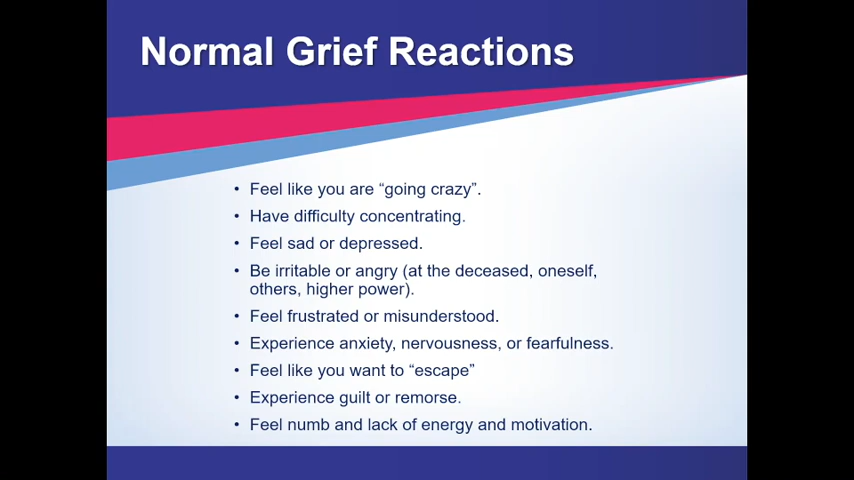 Normal Grief Reactions
• Feel like you are “going crazy”.
• Have difficulty concentrating.
• Feel sad or depressed.
• Be irritable or angry (at the deceased, oneself,
others, higher power).
• Feel frustrated or misunderstood.
• Experience anxiety, nervousness, or fearfulness.
• Feel like you want to “escape”
• Experience guilt or remorse.
• Feel numb and lack of energy and motivation.